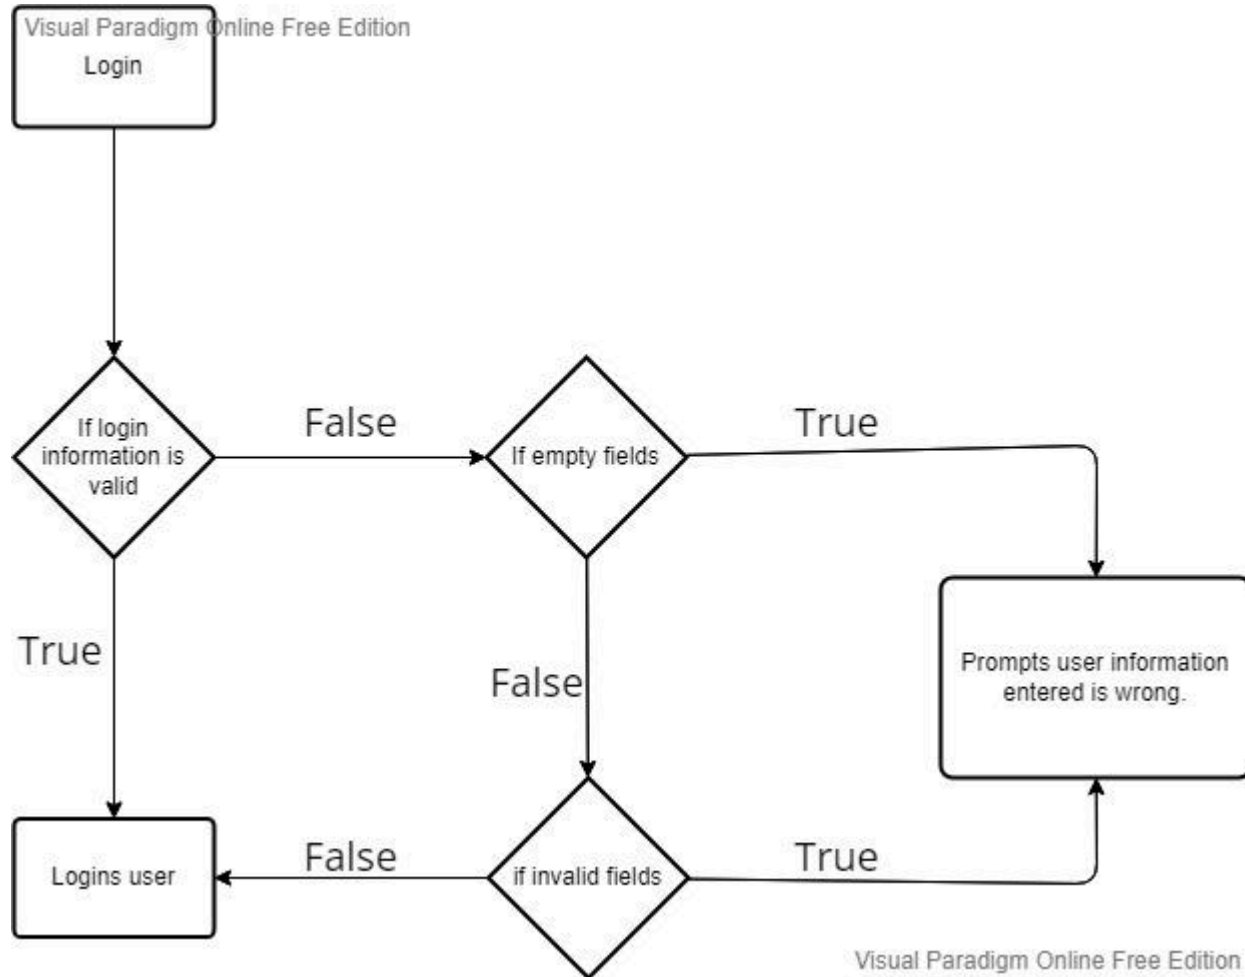 Visual Paradigm Online Free Edition
Login
If login
information is
valid
False
If empty fields
True
True
False
Prompts user information
entered is wrong.
Logins user
False
if invalid fields
True
Visual Paradigm Online Free Edition